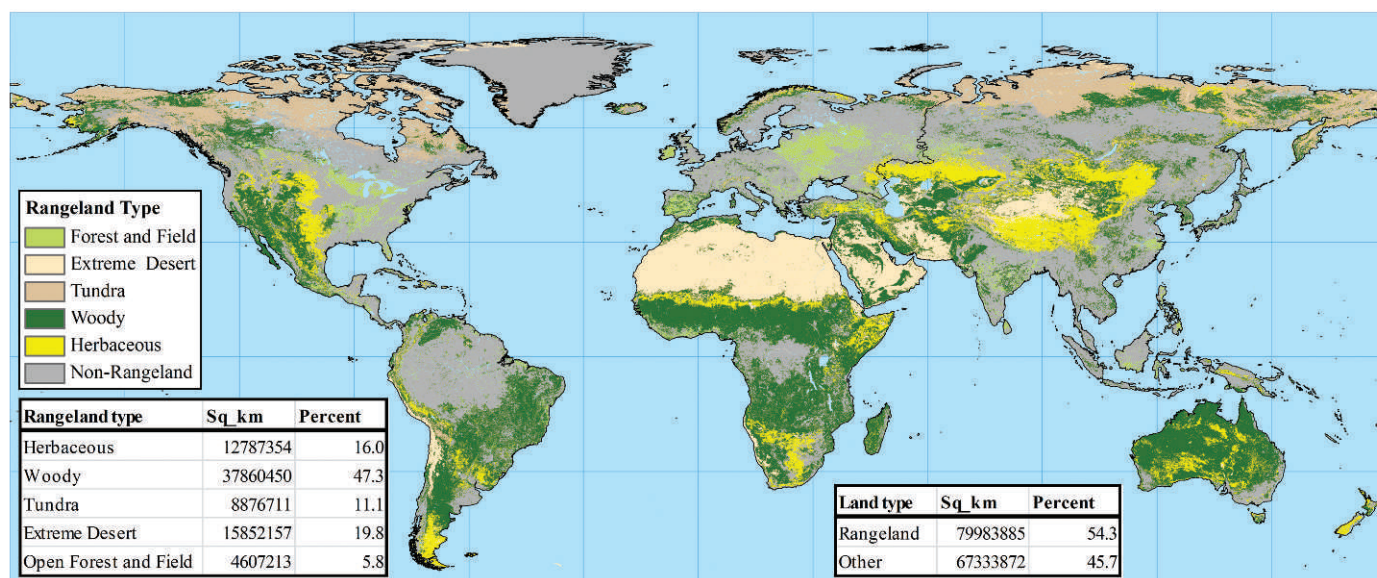 Rangeland Type
Forest and Field
Extreme Desert
Tundra
Woody
Herbaceous
Non-Rangeland
Rangeland type Sq_km Percent
Herbaceous 12787354 16.0
Woody 37860450 47.3
Tundra 8876711 11.1
Extreme Desert 15852157 19.8
Open Forest and Field 4607213 5.8
Land type Sq_km Percent
Rangeland 79983885 54.3
Other 67333872 45.7